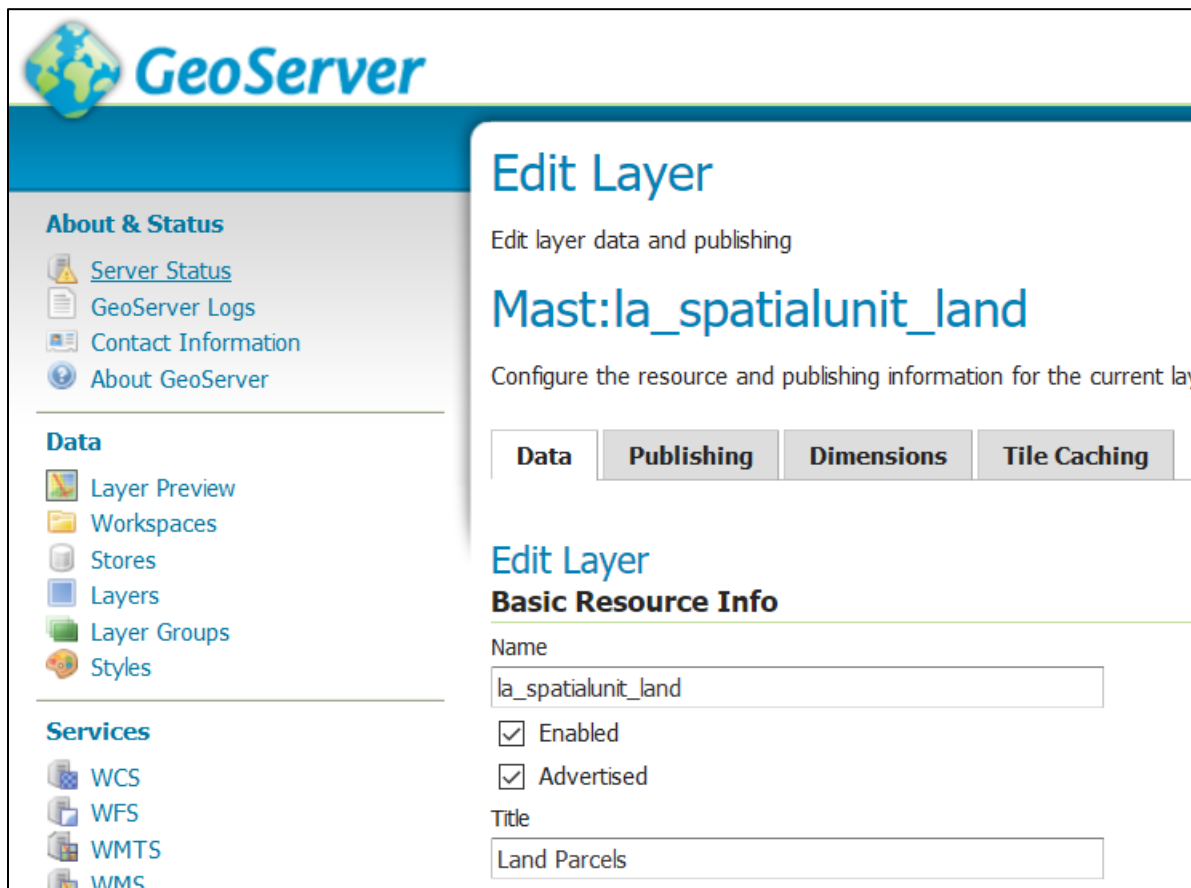 GeoServer
About & Status
Server Status
GeoServer Logs
Contact Information
About GeoServer
Data
Layer Preview
Workspaces
Stores
Layers
Layer Groups
Styles
Services
WCS
WFS
WMTS
WMS
Edit Layer
Edit layer data and publishing
Mast:la_spatialunit_land
Configure the resource and publishing information for the current
Data Publishing Dimensions Tile Caching
Edit Layer
Basic Resource Info
Name
la_spatialunit_land
Enabled
Advertised
Title
Land Parcels